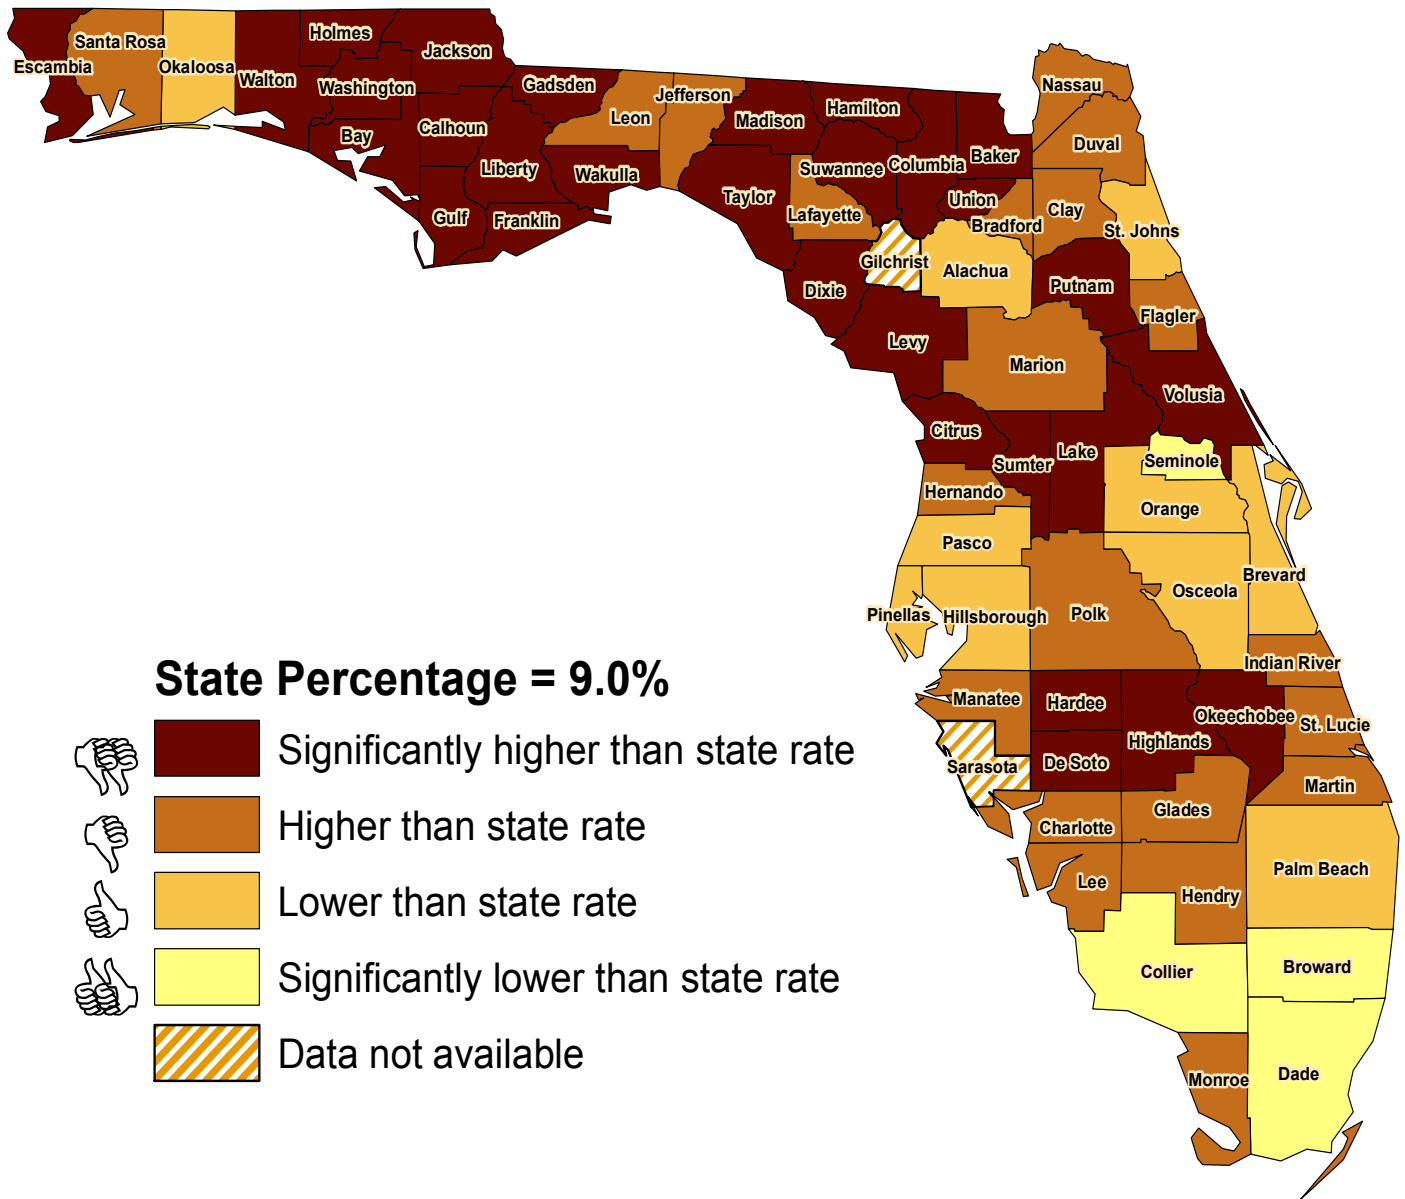 Holmes
Santa Rosa
Jackson
Escambia
Okaloosa
Walton
Washington
Gadsden
Nassau
Jefferson
Hamilton
Leon
Madison
Calhoun
Bay
Duval
Baker
Columbia
Suwannee
Liberty
Wakulla
Taylor
Union
Clay
Lafayette
Gulf
Franklin
Bradford
St. Johns
Gilchrist
Alachua
Putnam
Dixie
Flagler
Levy
Marion
Volusia
Citrus
Lake
Seminole
Sumter
Hernando
Orange
Pasco
Brevard
Osceola
Pinellas
Hillsborough
Polk
Indian River
Manatee
Hardee
Okeechobee
St. Lucie
Highlands
De Soto
Sarasota
Martin
Glades
Charlotte
Palm Beach
Lee
Hendry
Collier
Broward
Dade
Monroe
State Percentage = 9.0%
Significantly higher than state rate
Higher than state rate
Lower than state rate
Significantly lower than state rate
Data not available